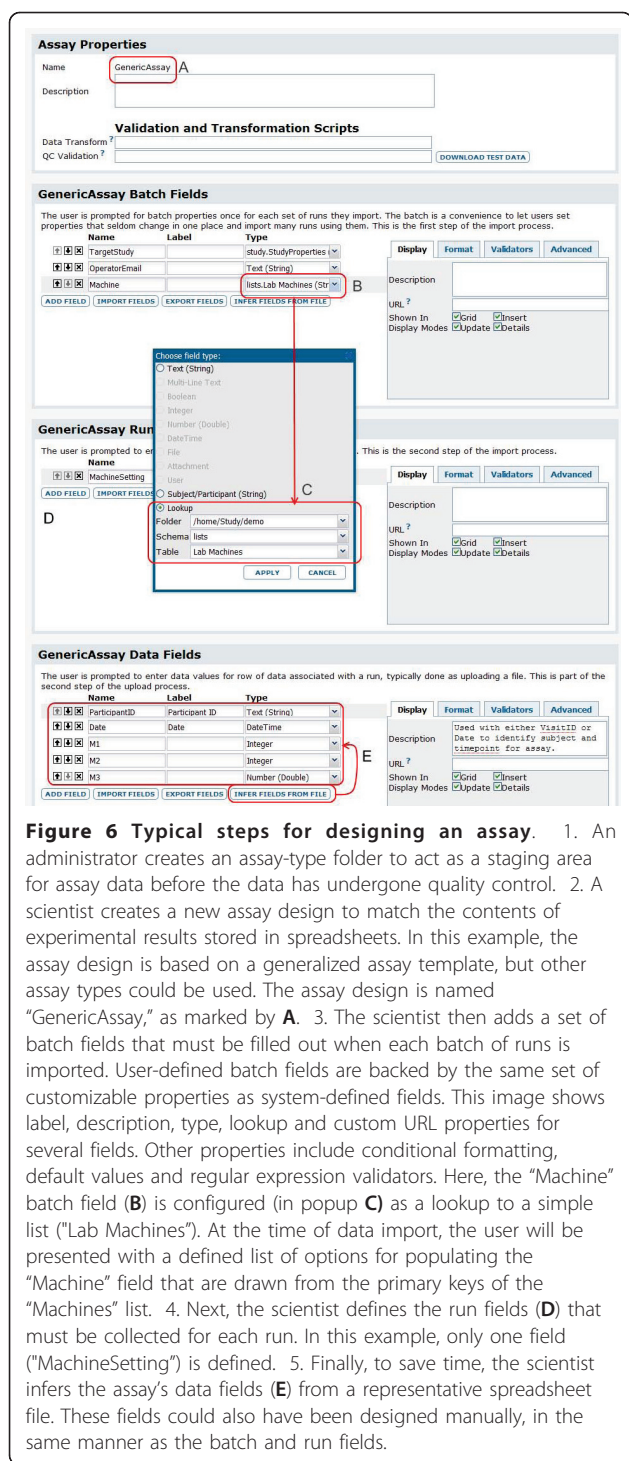 Assay Properties
Name GenericAssay A
Description
Validation and Transformation Scripts
Data Transform ?
QC Validation ? DOWNLOAD TEST DATA
GenericAssay Batch Fields
The user is prompted for batch properties once for each set of runs they import. The batch is a convenience to let users set
properties that seldom change in one place and import many runs using them. This is the first step of the import process.
Name Label Type
TargetStudy study.StudyProperties (
OperatorEmail Text (String)
Machine lists.Lab Machines (Str B
ADD FIELD IMPORT FIELDS EXPORT FIELDS INFER FIELDS FROM FILE
Display Format Validators Advanced
Description
URL ?
Shown In Grid Insert
Display Modes Update Details
Choose field type:
Text (String)
Multi-Line Text
Boolean
Integer
Number (Double)
DateTime
File
Attachment
User
Subject/Participant (String)
C
Lookup
Folder /home/Study/demo
Schema lists
Table Lab Machines
APPLY CANCEL
GenericAssay Run
The user is prompted to en . This is the second step of the import process.
Name
MachineSetting
ADD FIELD IMPORT FIELDS
D
Display Format Validators Advanced
Description
URL ?
Shown In Grid Insert
Display Modes Update Details
GenericAssay Data Fields
The user is prompted to enter data values for row of data associated with a run, typically done as uploading a file. This is part of the
second step of the upload process.
Name Label Type
ParticipantID Participant ID Text (String)
Date Date DateTime
M1 Integer
M2 Integer
M3 Number (Double)
E
ADD FIELD IMPORT FIELDS EXPORT FIELDS INFER FIELDS FROM FILE
Display Format Validators Advanced
Description Used with either VisitID or
Date to identify subject and
timepoint for assay.
URL ?
Shown In Grid Insert
Display Modes Update Details
Figure 6 Typical steps for designing an assay. 1. An
administrator creates an assay-type folder to act as a staging area
for assay data before the data has undergone quality control. 2. A
scientist creates a new assay design to match the contents of
experimental results stored in spreadsheets. In this example, the
assay design is based on a generalized assay template, but other
assay types could be used. The assay design is named
“GenericAssay,” as marked by A. 3. The scientist then adds a set of
batch fields that must be filled out when each batch of runs is
imported. User-defined batch fields are backed by the same set of
customizable properties as system-defined fields. This image shows
label, description, type, lookup and custom URL properties for
several fields. Other properties include conditional formatting,
default values and regular expression validators. Here, the “Machine”
batch field (B) is configured (in popup C) as a lookup to a simple
list ("Lab Machines”). At the time of data import, the user will be
presented with a defined list of options for populating the
“Machine” field that are drawn from the primary keys of the
“Machines” list. 4. Next, the scientist defines the run fields (D) that
must be collected for each run. In this example, only one field
("MachineSetting”) is defined. 5. Finally, to save time, the scientist
infers the assay’s data fields (E) from a representative spreadsheet
file. These fields could also have been designed manually, in the
same manner as the batch and run fields.